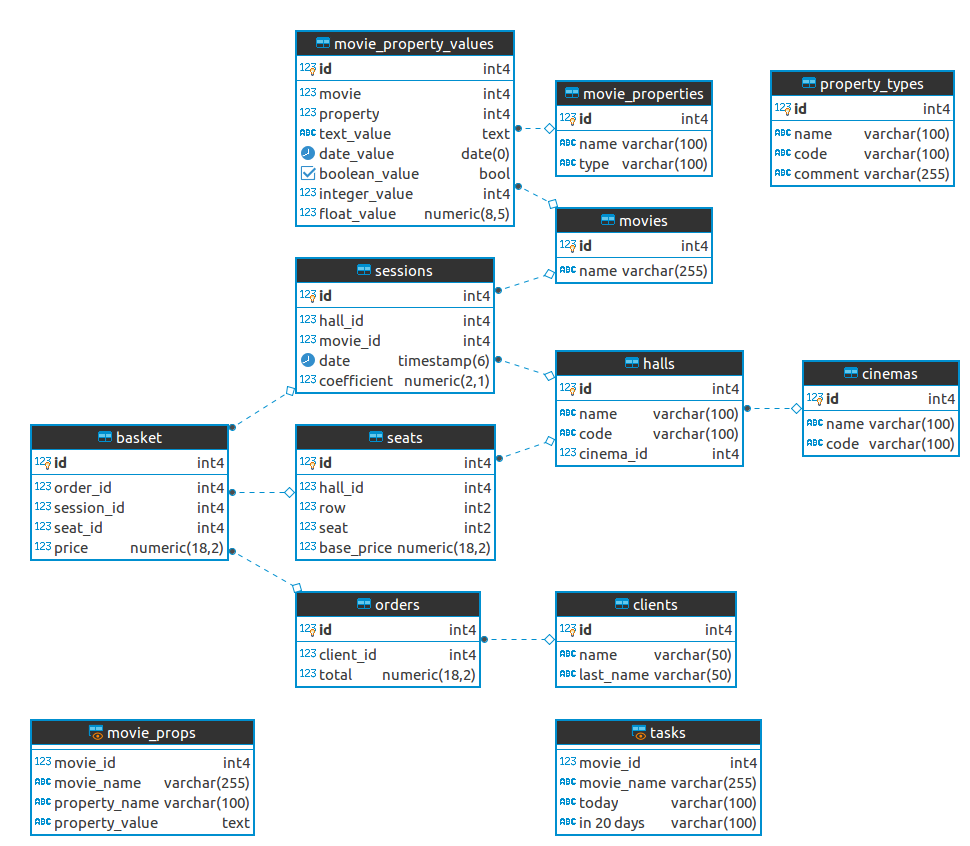 movie_property_values
123 id int4
123 movie int4
123 property int4
ABC text_value text
date_value date(0)
boolean_value bool
123 integer_value int4
123 float_value numeric(8,5)
movie_properties
123 id int4
ABC name varchar(100)
ABC type varchar(100)
property_types
123 id int4
ABC name varchar(100)
ABC code varchar(100)
ABC comment varchar(255)
movies
123 id int4
ABC name varchar(255)
sessions
123 id int4
123 hall_id int4
123 movie_id int4
date timestamp(6)
123 coefficient numeric(2,1)
halls
123 id int4
ABC name varchar(100)
ABC code varchar(100)
123 cinema_id int4
cinemas
123 id int4
ABC name varchar(100)
ABC code varchar(100)
basket
123 id int4
123 order_id int4
123 session_id int4
123 seat_id int4
123 price numeric(18,2)
seats
123 id int4
123 hall_id int4
123 row int2
123 seat int2
123 base_price numeric(18,2)
orders
123 id int4
123 client_id int4
123 total numeric(18,2)
clients
123 id int4
ABC name varchar(50)
ABC last_name varchar(50)
movie_props
123 movie_id int4
ABC movie_name varchar(255)
ABC property_name varchar(100)
ABC property_value text
tasks
123 movie_id int4
ABC movie_name varchar(255)
ABC today varchar(100)
ABC in 20 days varchar(100)